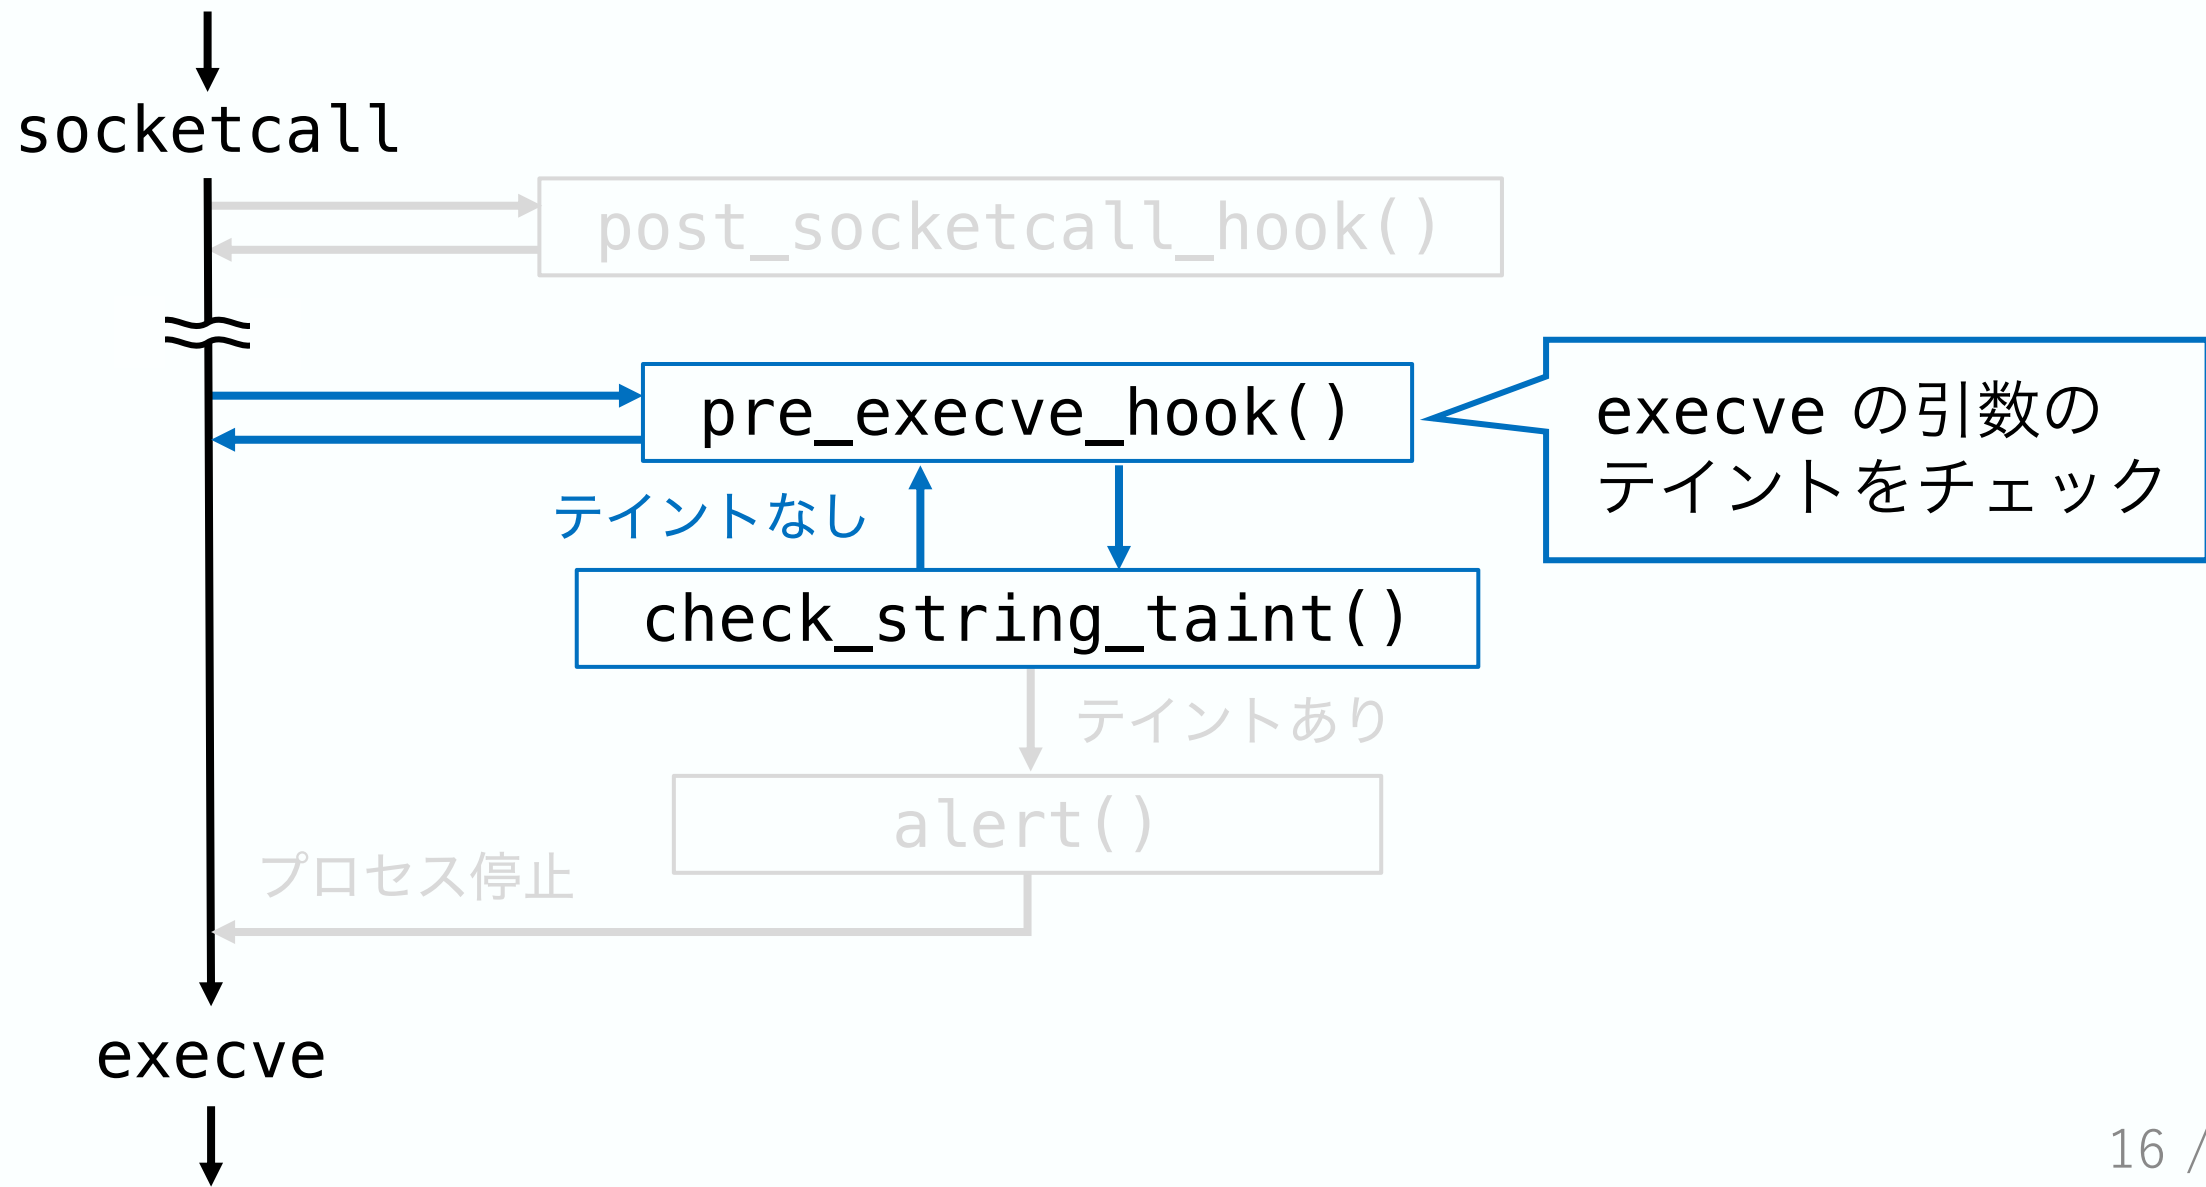 socketcall
post_socketcall_hook()
pre_execve_hook()
execve の引数の
テイントをチェック
テイントなし
check_string_taint()
テイントあり
alert()
プロセス停止
execve
16 /